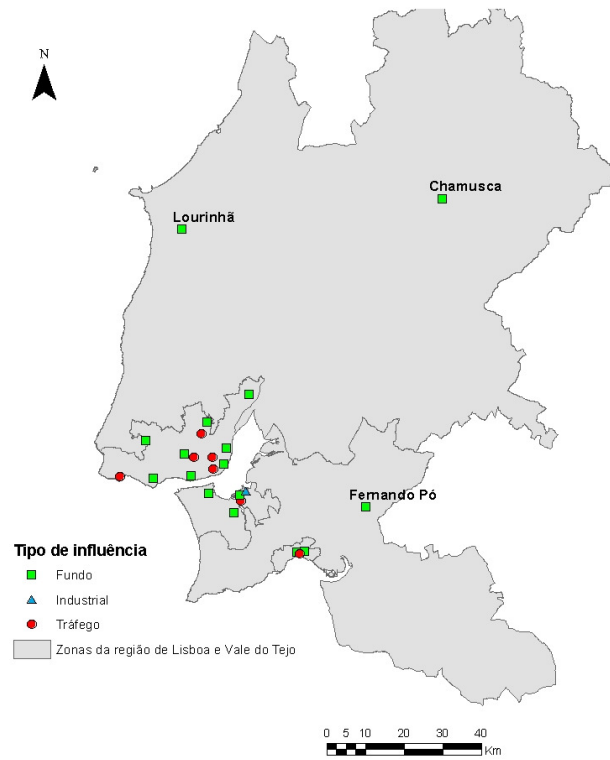 N
Chamusca
Lourinhã
Fernando Pó
Tipo de influência
Fundo
Industrial
Tráfego
Zonas da região de Lisboa e Vale do Tejo
0 5 10 20 30 40
Km